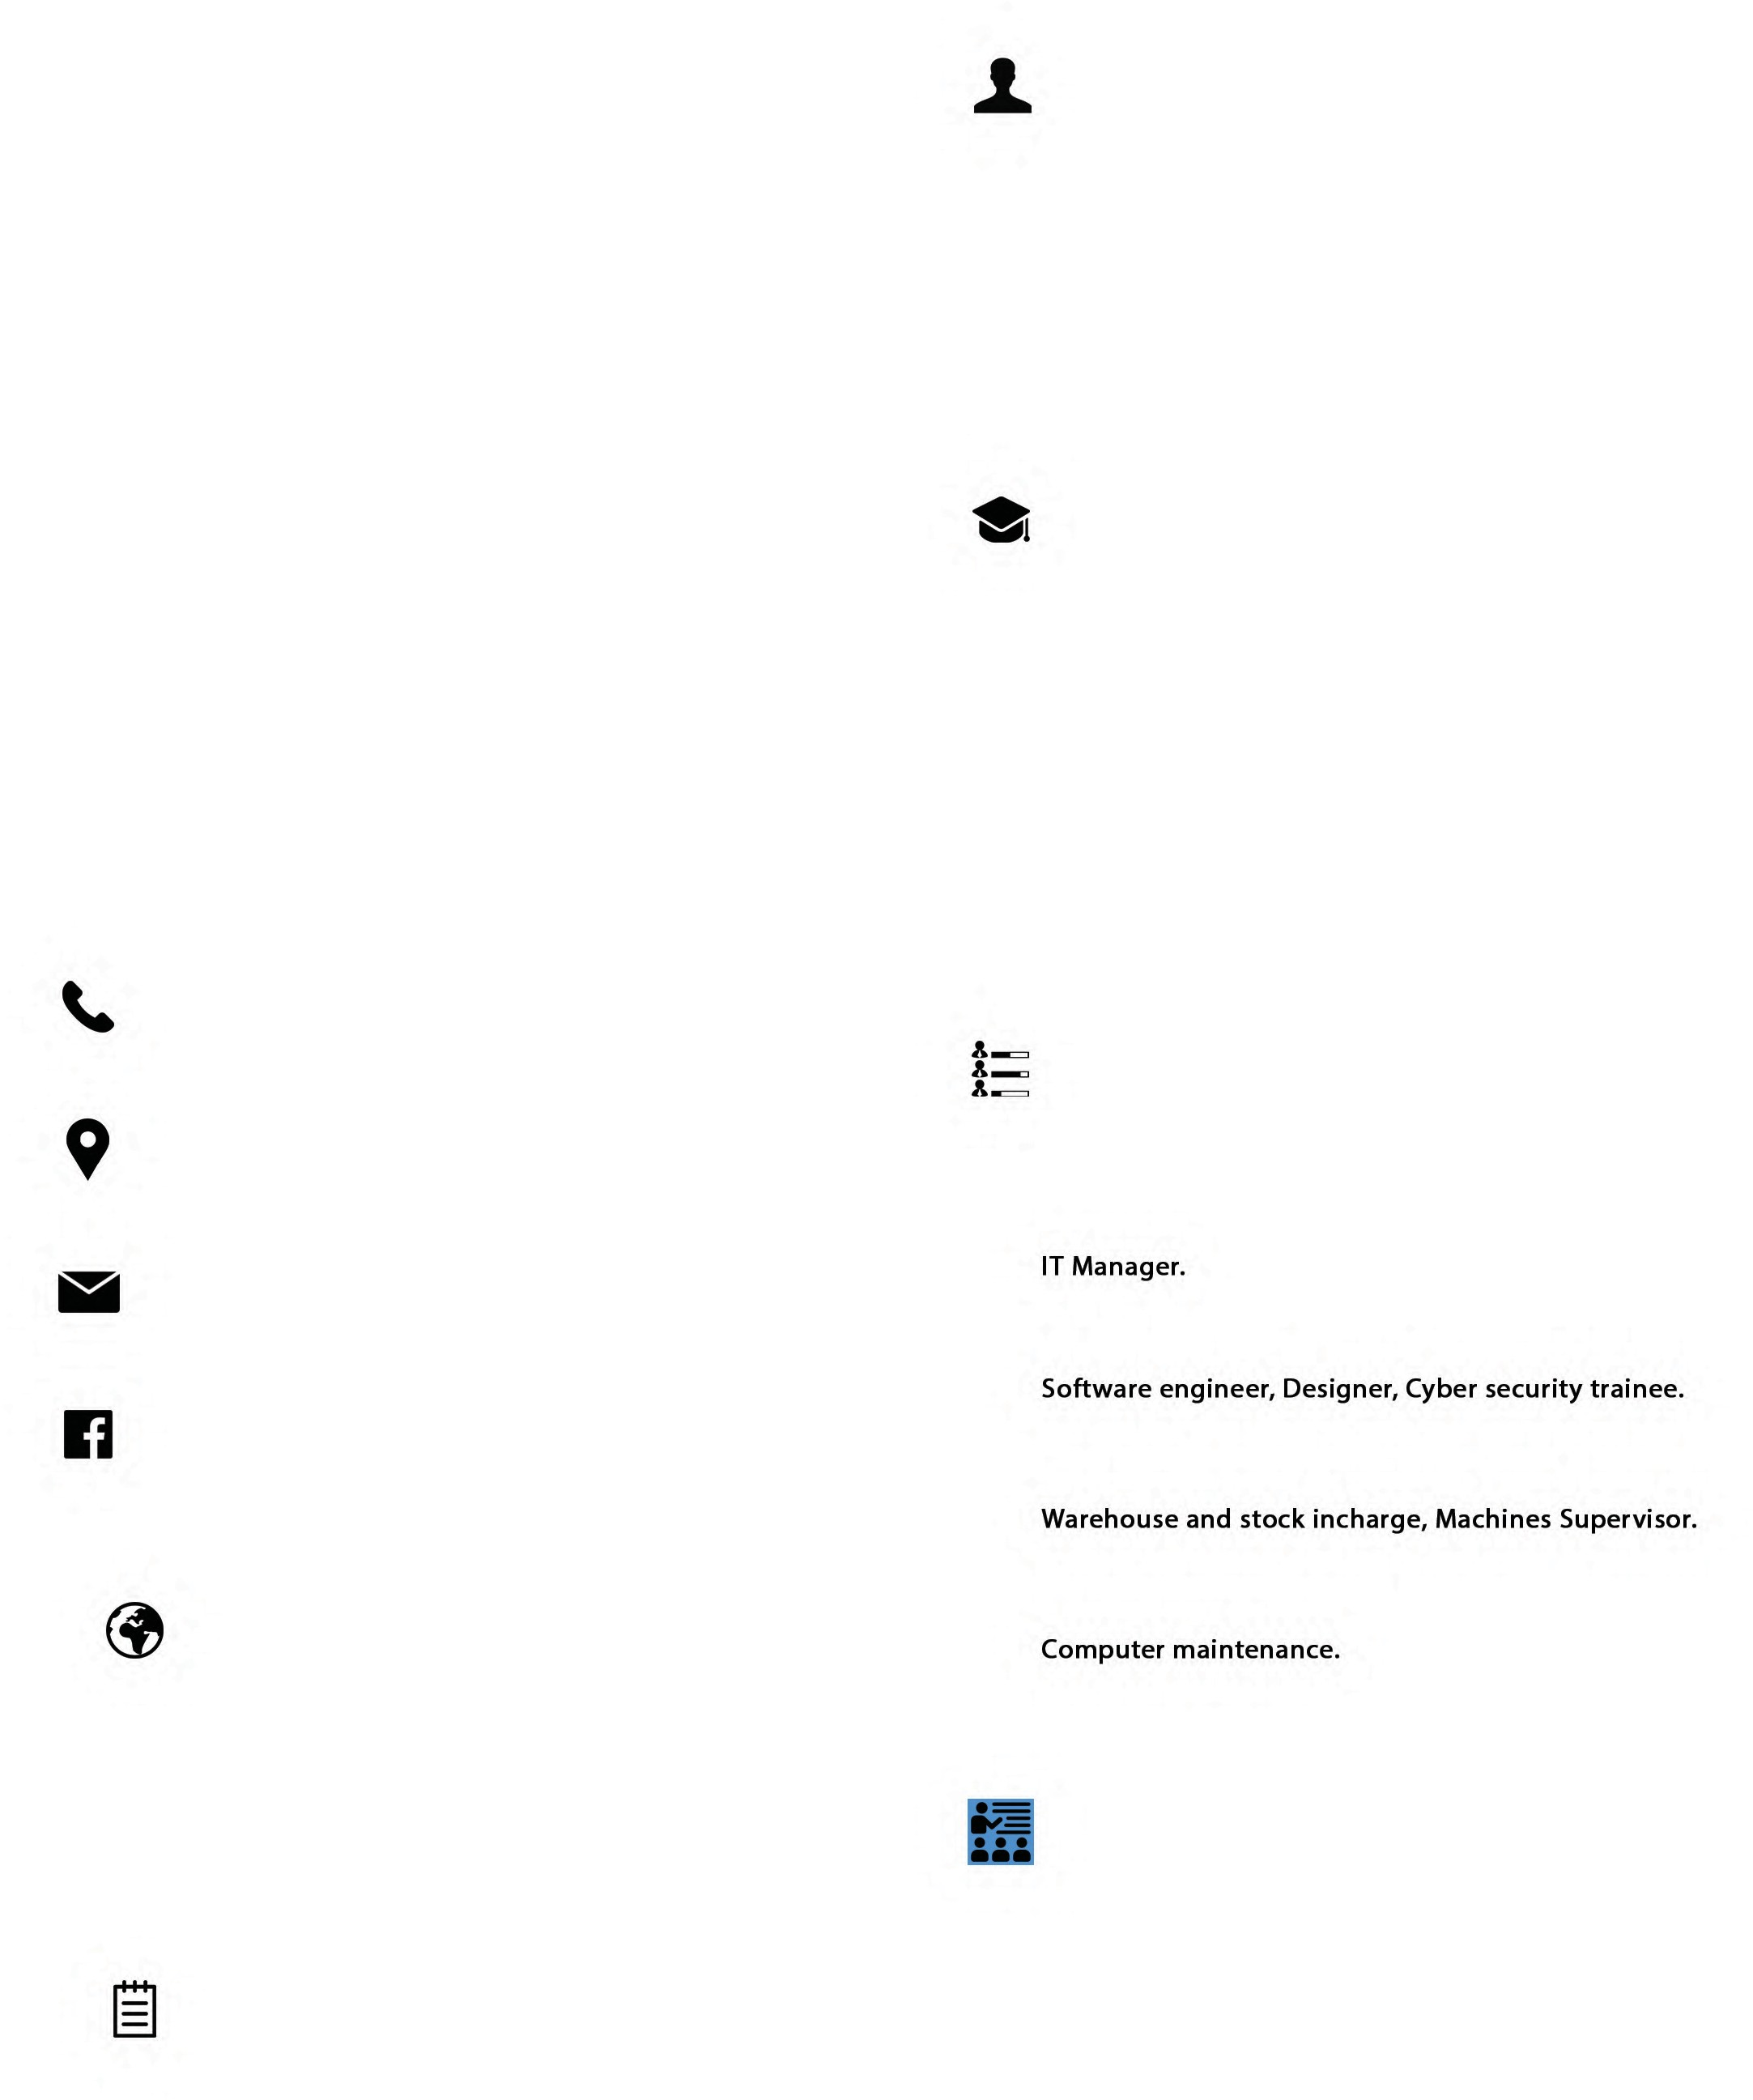 IT Manager.
Software engineer, Designer, Cyber security trainee.
Warehouse and stock incharge, Machines Supervisor.
Computer maintenance.